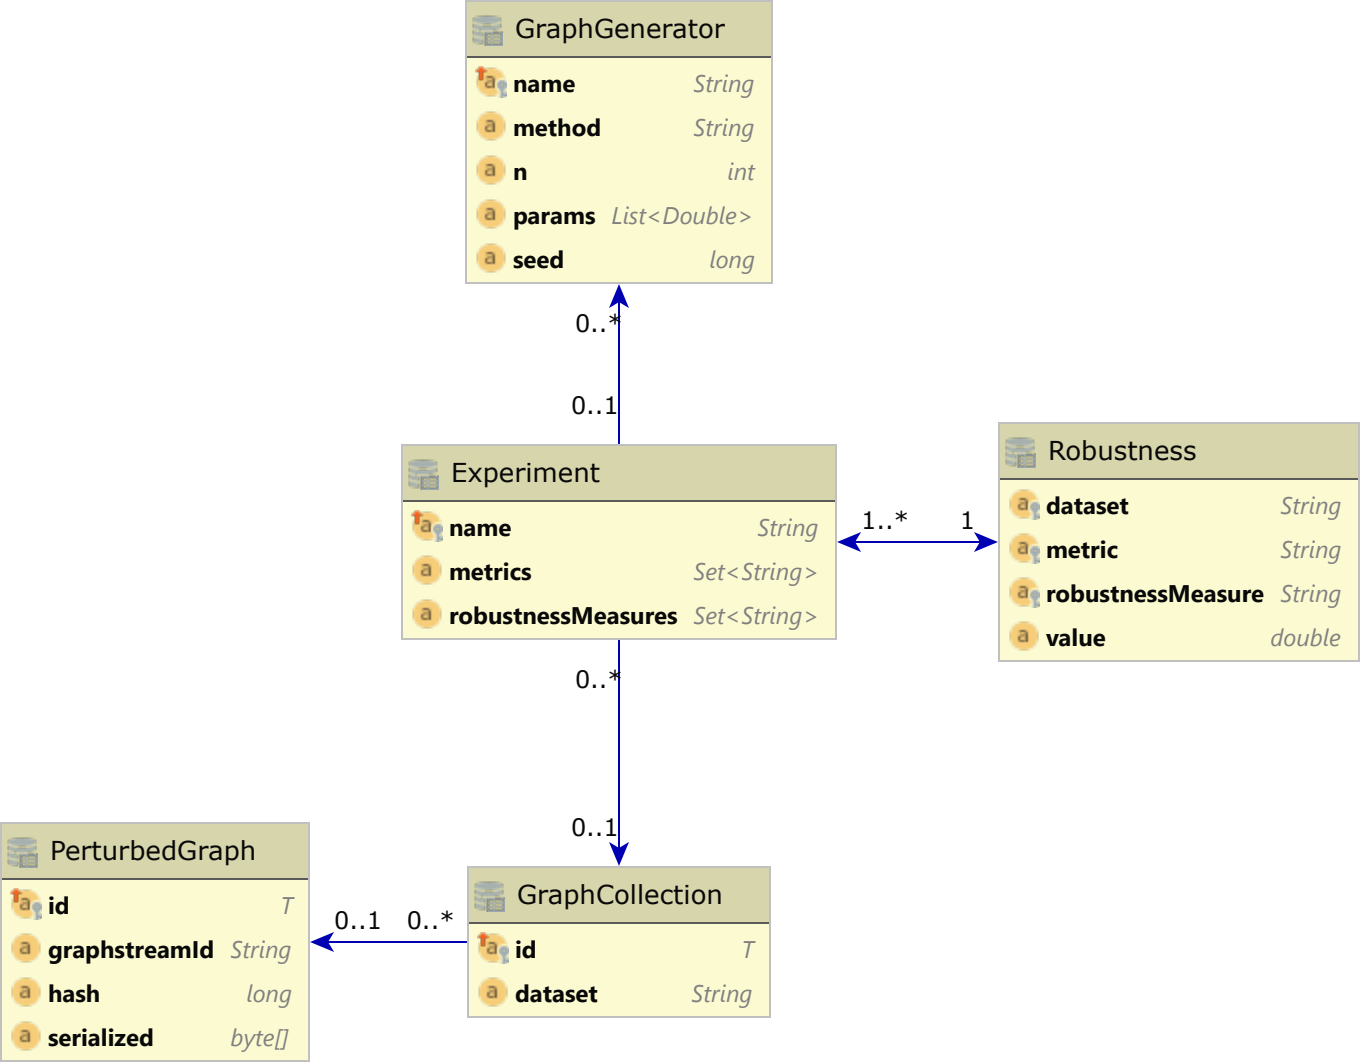 GraphGenerator
name String
method String
n int
params List<Double>
seed long
0..*
0..1
Experiment
name String
metrics Set<String>
robustnessMeasures Set<String>
1..* 1
Robustness
dataset String
metric String
robustnessMeasure String
value double
0..*
0..1
PerturbedGraph
id T
graphstreamId String
hash long
serialized byte[]
0..1 0..*
GraphCollection
id T
dataset String